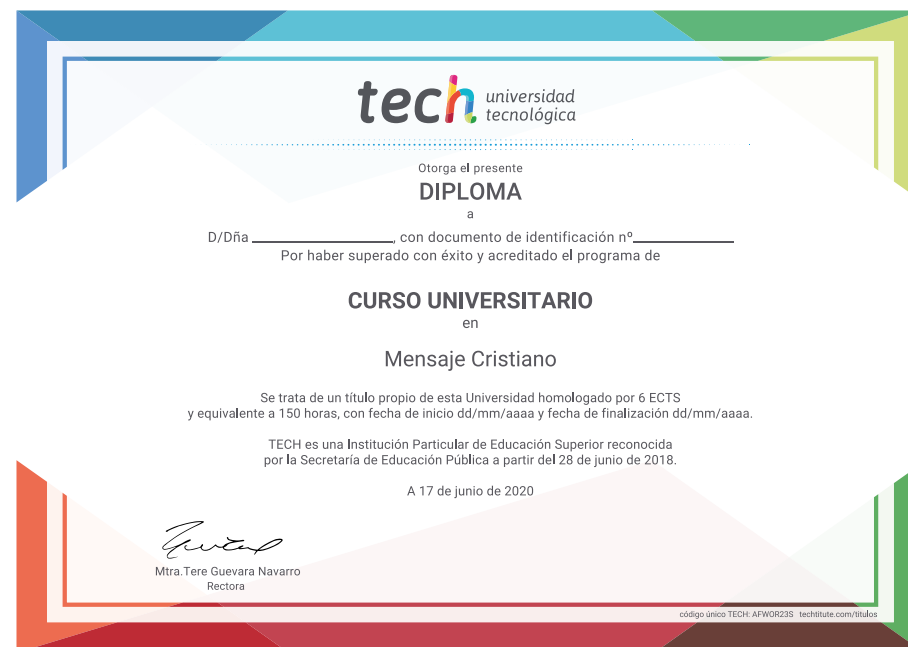 tech universidad
tecnológica
Otorga el presente
DIPLOMA
a
D/Dña ____________________, con documento de identificación nº______________
Por haber superado con éxito y acreditado el programa de
CURSO UNIVERSITARIO
en
Mensaje Cristiano
Se trata de un título propio de esta Universidad homologado por 6 ECTS
y equivalente a 150 horas, con fecha de inicio dd/mm/aaaa y fecha de finalización dd/mm/aaaa.
TECH es una Institución Particular de Educación Superior reconocida
por la Secretaría de Educación Pública a partir del 28 de junio de 2018.
A 17 de junio de 2020
Mtra.Tere Guevara Navarro
Rectora
código único TECH: AFWOR23S techtitute.com/titulos